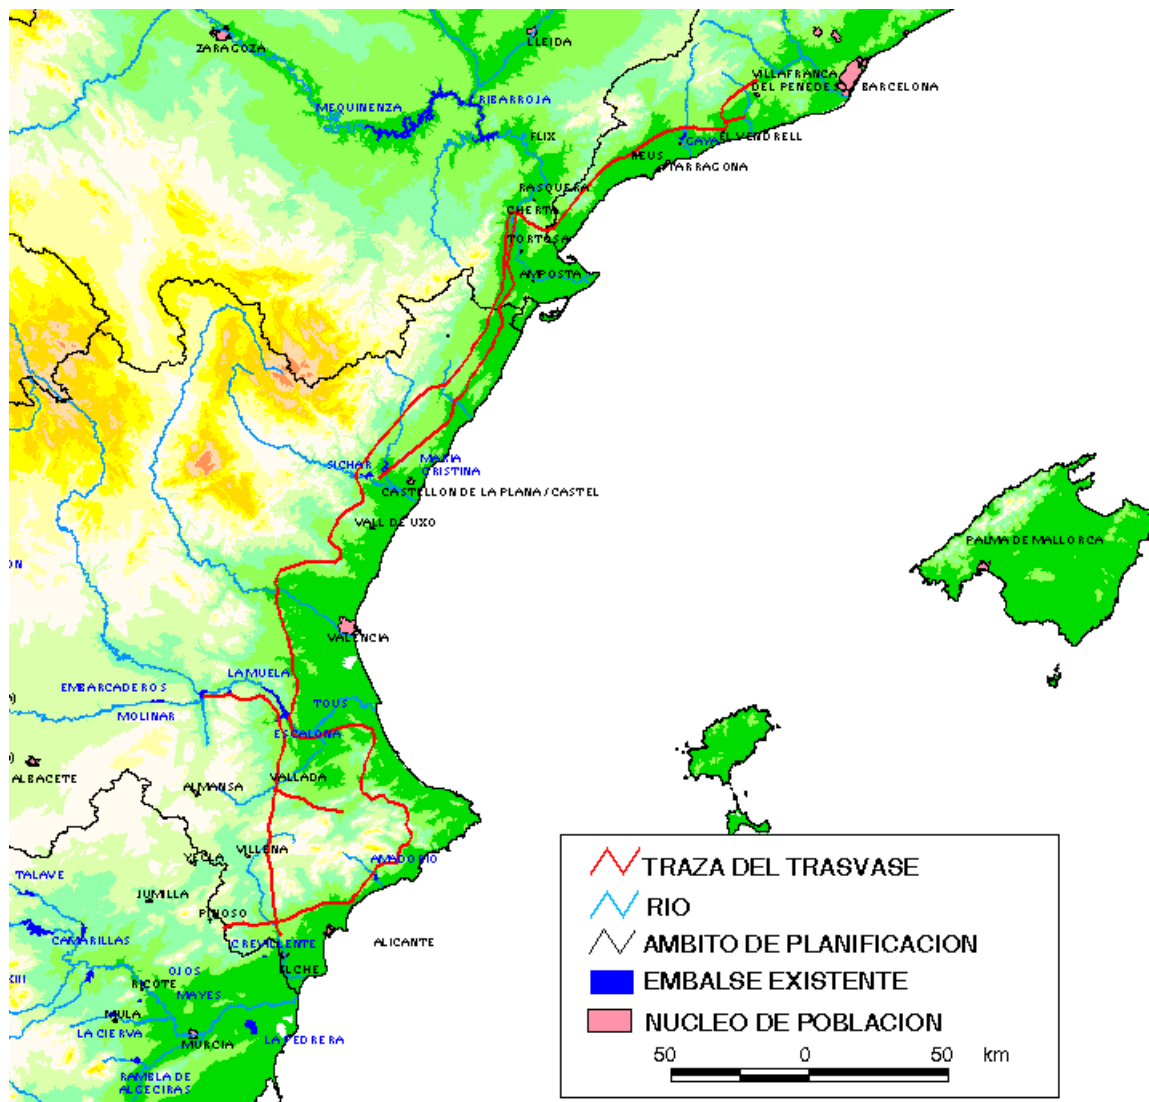 ZARAGOZA
LLEIDA
VILLAFRANCA
DEL PENEDES
BARCELONA
MEQUINENZA
RIBARROJA
FLIX
GAYA
EL VENDRELL
REUS
TARRAGONA
RASQUERA
CHERTA
TORTOSA
AMPOSTA
SICHAR
MARIA
CRISTINA
CASTELLON DE LA PLANA/CASTEL
VALL DE UXO
PALMA DE MALLORCA
ON
VALENCIA
LA MUELA
EMBARCADEROS
MOLINAR
TOUS
ESCALONA
ALBACETE
ALMANSA
VALLADA
YECLA
VILLENA
AMADORIO
TALAVE
JUMILLA
PINOSO
CAMARILLAS
CREVILLENTE
ALICANTE
ELCHE
OJOS
XIII
RICOTE
MAYES
MULA
LA CIERVA
MURCIA
LA PEDRERA
RAMBLA DE
ALGECIRAS
TRAZA DEL TRASVASE
RIO
AMBITO DE PLANIFICACION
EMBALSE EXISTENTE
NUCLEO DE POBLACION
50 0 50 km